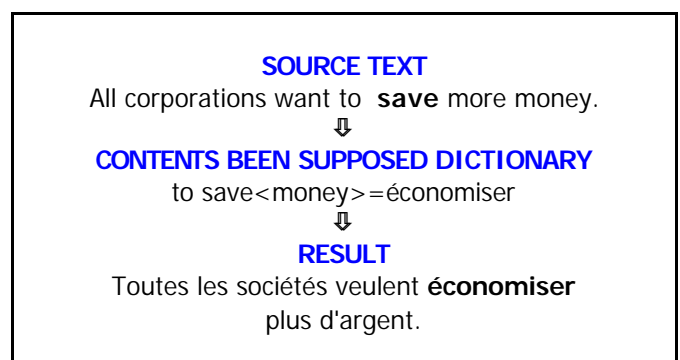 SOURCE TEXT
All corporations want to save more money.
⇓
CONTENTS BEEN SUPPOSED DICTIONARY
to save<money>=économiser
⇓
RESULT
Toutes les sociétés veulent économiser
plus d'argent.